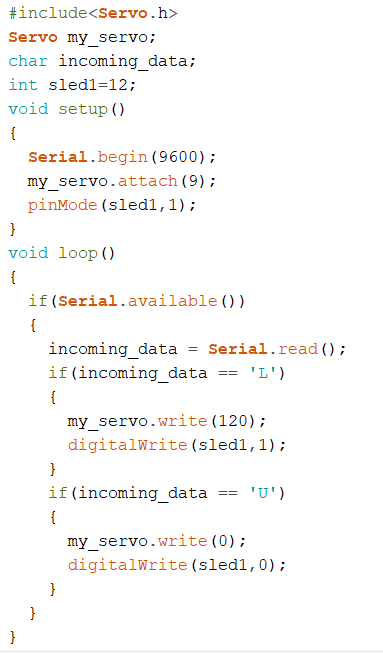 #include<Servo.h>
Servo my_servo;
char incoming_data;
int sled1=12;
void setup()
{
  Serial.begin(9600);
  my_servo.attach(9);
  pinMode(sled1,1);
}
void loop()
{
  if(Serial.available())
  {
    incoming_data = Serial.read();
    if(incoming_data == 'L')
    {
      my_servo.write(120);
      digitalWrite(sled1,1);
    }
    if(incoming_data == 'U')
    {
      my_servo.write(0);
      digitalWrite(sled1,0);
    }
  }
}